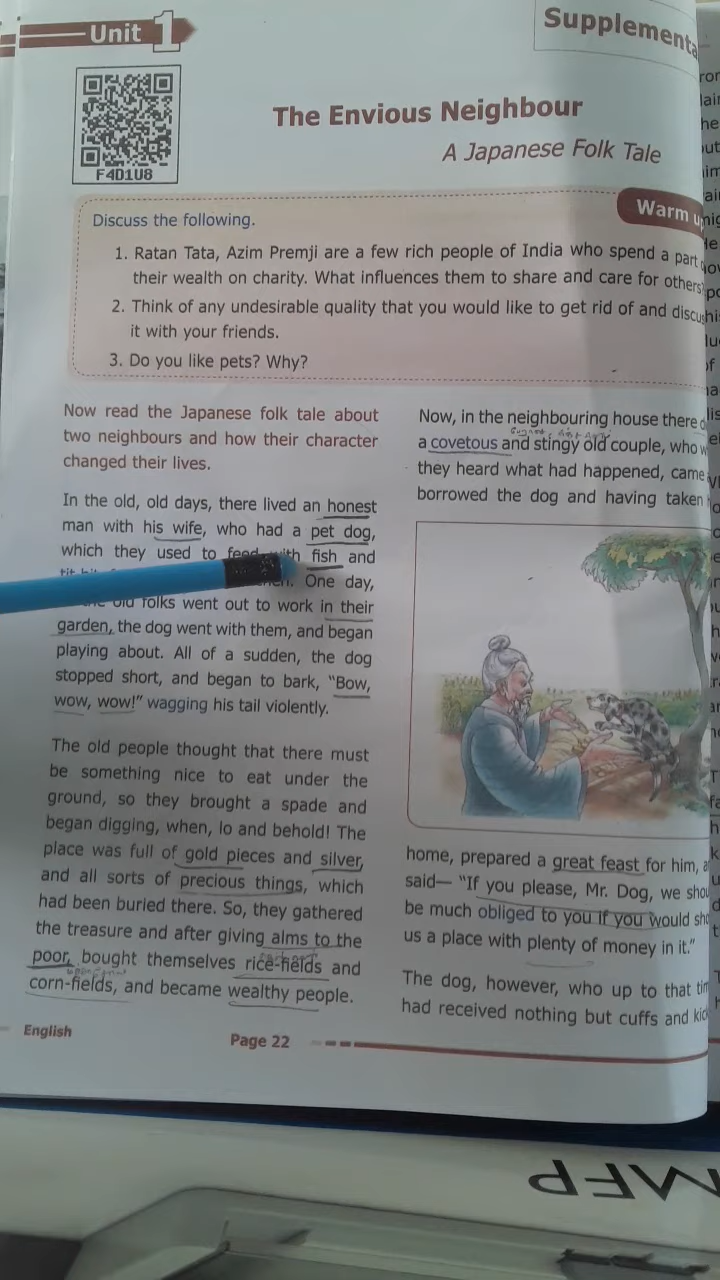 Unit 1
Supplementa
F4D1U8
The Envious Neighbour
A Japanese Folk Tale
Warm u
Discuss the following.
1. Ratan Tata, Azim Premji are a few rich people of India who spend a part
their wealth on charity. What influences them to share and care for others?
2. Think of any undesirable quality that you would like to get rid of and discu
it with your friends.
3. Do you like pets? Why?
Now read the Japanese folk tale about
two neighbours and how their character
changed their lives.
In the old, old days, there lived an honest
man with his wife, who had a pet dog,
which they used to feed with fish and
One day,
old folks went out to work in their
garden, the dog went with them, and began
playing about. All of a sudden, the dog
stopped short, and began to bark, "Bow,
wow, wow!" wagging his tail violently.
The old people thought that there must
be something nice to eat under the
ground, so they brought a spade and
began digging, when, lo and behold! The
place was full of gold pieces and silver,
and all sorts of precious things, which
had been buried there. So, they gathered
the treasure and after giving alms to the
poor, bought themselves rice-fields and
corn-fields, and became wealthy people.
Now, in the neighbouring house there
a covetous and stingy old couple, who
they heard what had happened, came
borrowed the dog and having taken
home, prepared a great feast for him, a
said— "If you please, Mr. Dog, we shou
be much obliged to you if you would sho
us a place with plenty of money in it."
The dog, however, who up to that tim
had received nothing but cuffs and kic
English
Page 22
MFP